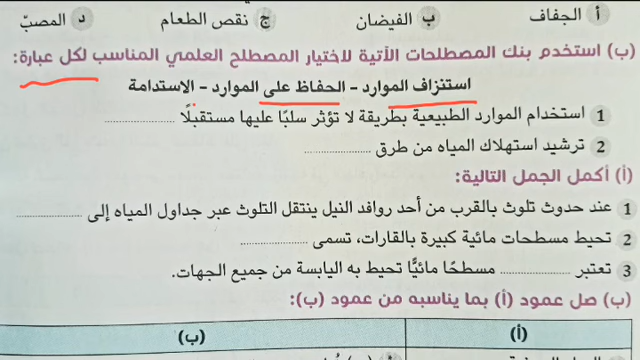 أ الجفاف ب الفيضان ج نقص الطعام د المصبّ
(ب) استخدم بنك المصطلحات الآتية لاختيار المصطلح العلمي المناسب لكل عبارة:
استنزاف الموارد - الحفاظ على الموارد - الاستدامة
1 استخدام الموارد الطبيعية بطريقة لا تؤثر سلبًا عليها مستقبلًا ..............
2 ترشيد استهلاك المياه من طرق ..............
(أ) أكمل الجمل التالية:
1 عند حدوث تلوث بالقرب من أحد روافد النيل ينتقل التلوث عبر جداول المياه إلى ..............
2 تحيط مسطحات مائية كبيرة بالقارات، تسمى ..............
3 تعتبر .............. مسطحًا مائيًّا تحيط به اليابسة من جميع الجهات.
(ب) صل عمود (أ) بما يناسبه من عمود (ب):
(أ) (ب)